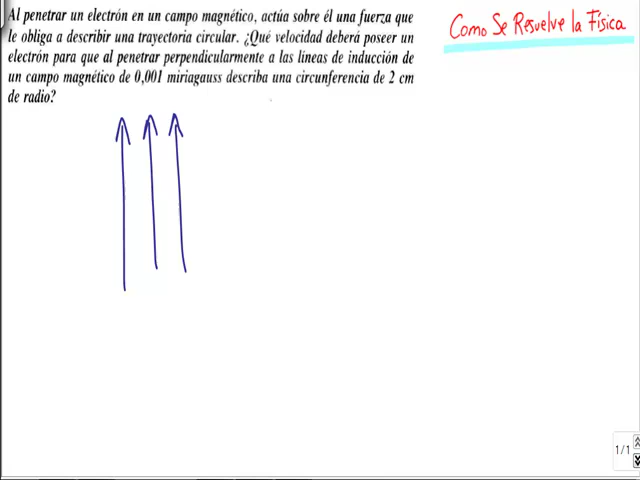 Al penetrar un electrón en un campo magnético, actúa sobre él una fuerza que
le obliga a describir una trayectoria circular. ¿Qué velocidad deberá poseer un
electrón para que al penetrar perpendicularmente a las líneas de inducción de
un campo magnético de 0,001 miriagauss describa una circunferencia de 2 cm
de radio?
Como Se Resuelve la Física
1/1